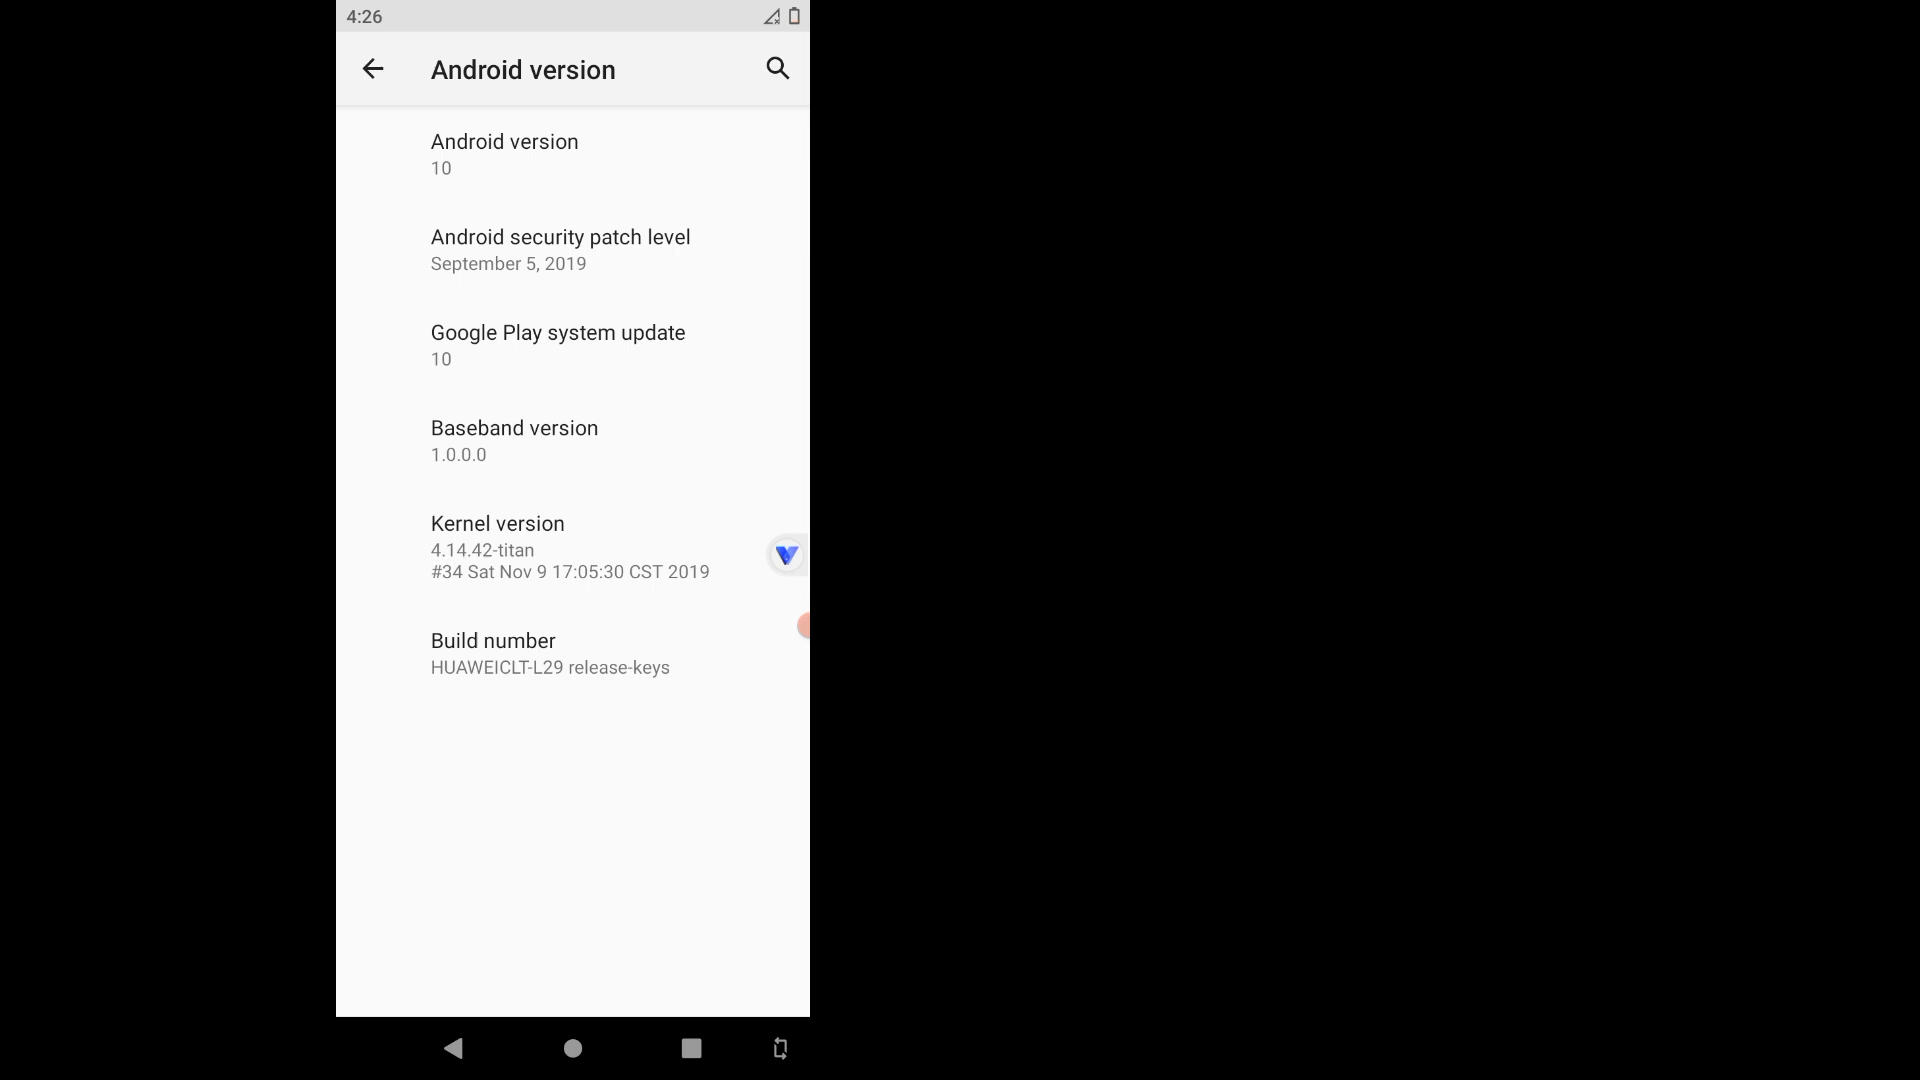 4:26
Android version
Android version
10
Android security patch level
September 5, 2019
Google Play system update
10
Baseband version
1.0.0.0
Kernel version
4.14.42-titan
#34 Sat Nov 9 17:05:30 CST 2019
Build number
HUAWEICLT-L29 release-keys